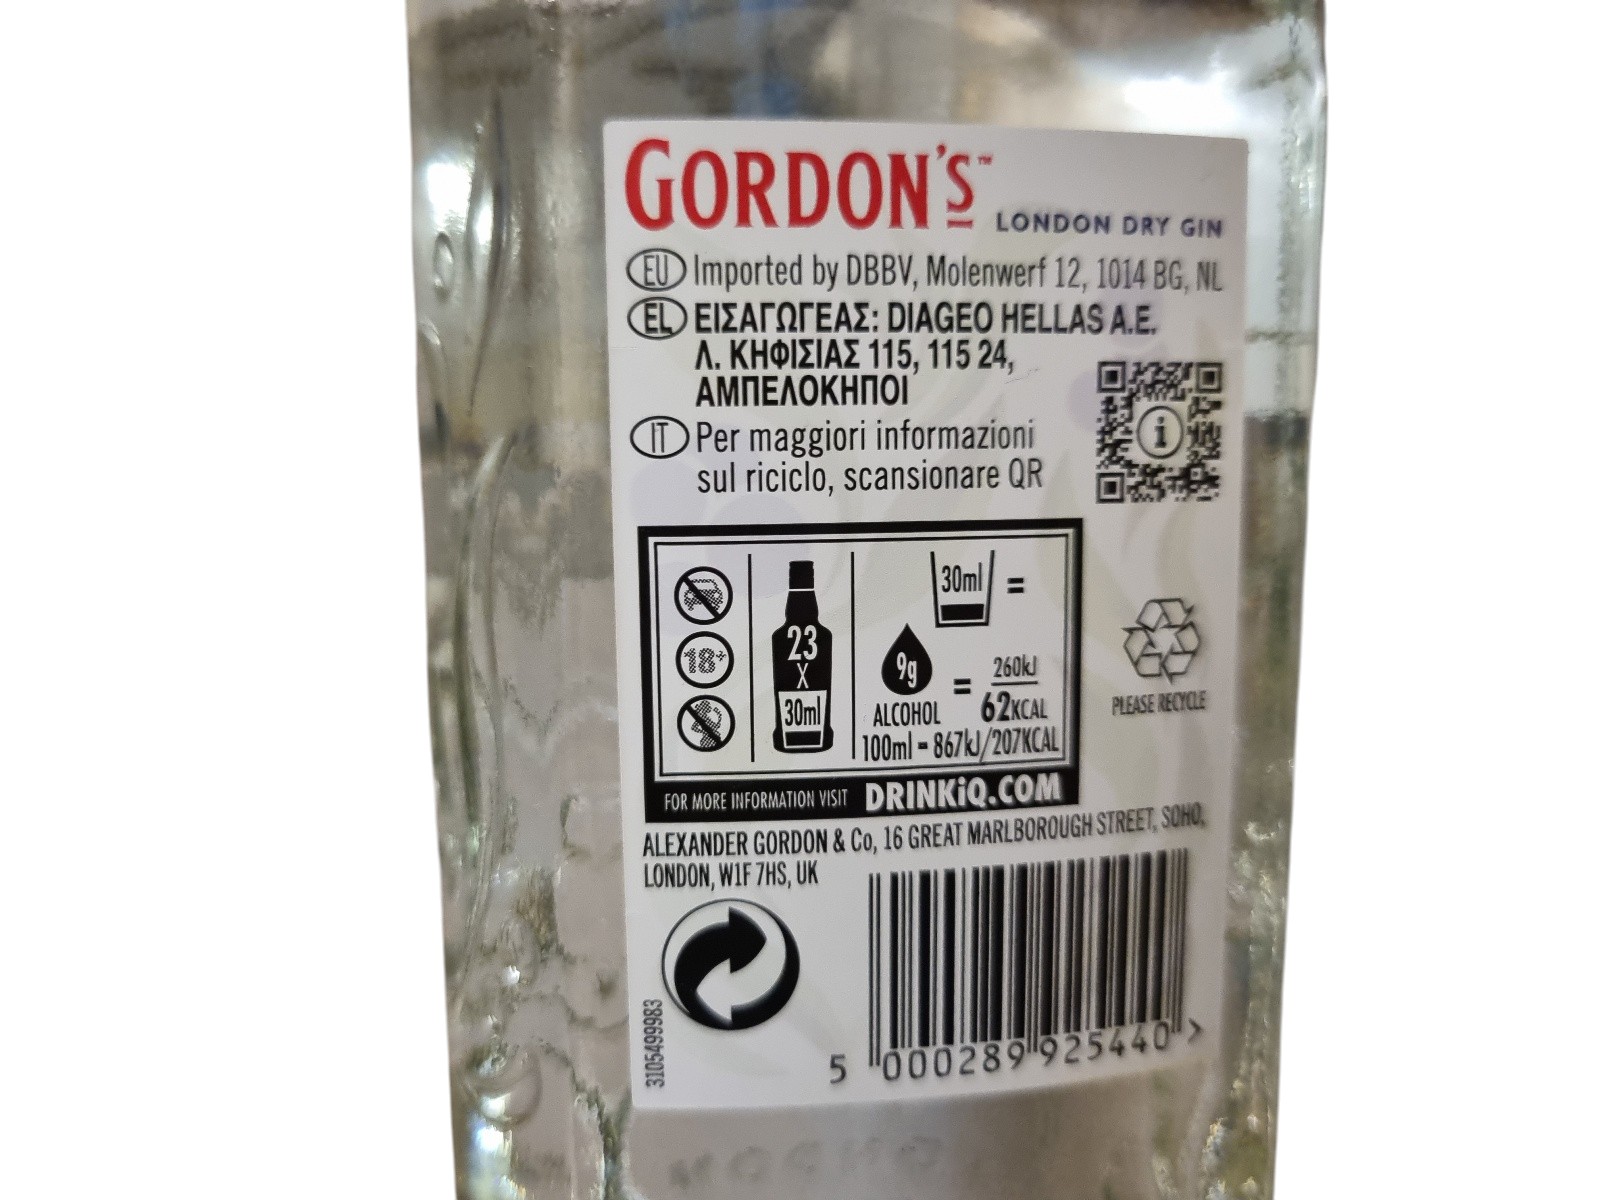 GORDON'S™
LONDON DRY GIN
EU Imported by DBBV, Molenwerf 12, 1014 BG, NL
EL ΕΙΣΑΓΩΓΕΑΣ: DIAGEO HELLAS A.E.
Λ. ΚΗΦΙΣΙΑΣ 115, 115 24,
ΑΜΠΕΛΟΚΗΠΟΙ
IT Per maggiori informazioni
sul riciclo, scansionare QR
i
30ml =
18+
23
X
30ml
9g
ALCOHOL
= 260kJ
62KCAL
100ml = 867kJ/207KCAL
PLEASE RECYCLE
FOR MORE INFORMATION VISIT DRINKiQ.COM
ALEXANDER GORDON & Co, 16 GREAT MARLBOROUGH STREET, SOHO,
LONDON, W1F 7HS, UK
3105499983
5 000289 925440 >